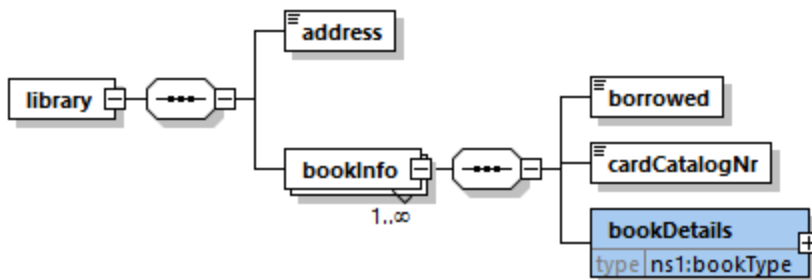 address
library
borrowed
cardCatalogNr
bookInfo
1..∞
bookDetails
type ns1:bookType